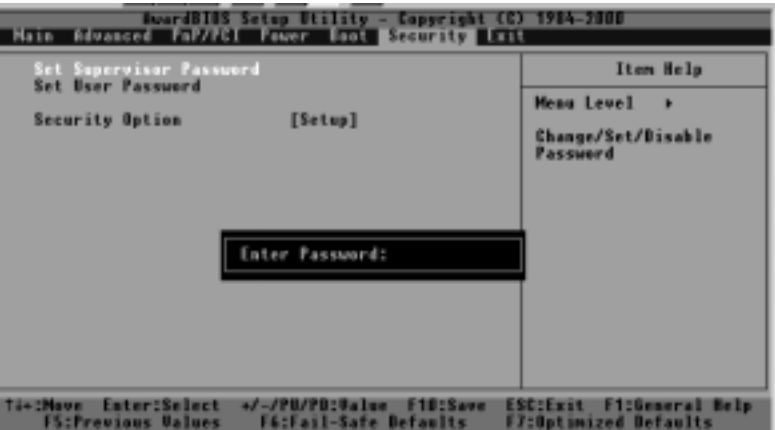 AwardBIOS Setup Utility - Copyright (C) 1984-2000
Main Advanced PnP/PCI Power Boot Security Exit
Set Supervisor Password
Set User Password
Security Option [Setup]
Item Help
Menu Level ▸
Change/Set/Disable
Password
Enter Password:
↑↓←:Move Enter:Select +/-/PU/PD:Value F10:Save ESC:Exit F1:General Help
F5:Previous Values F6:Fail-Safe Defaults F7:Optimized Defaults